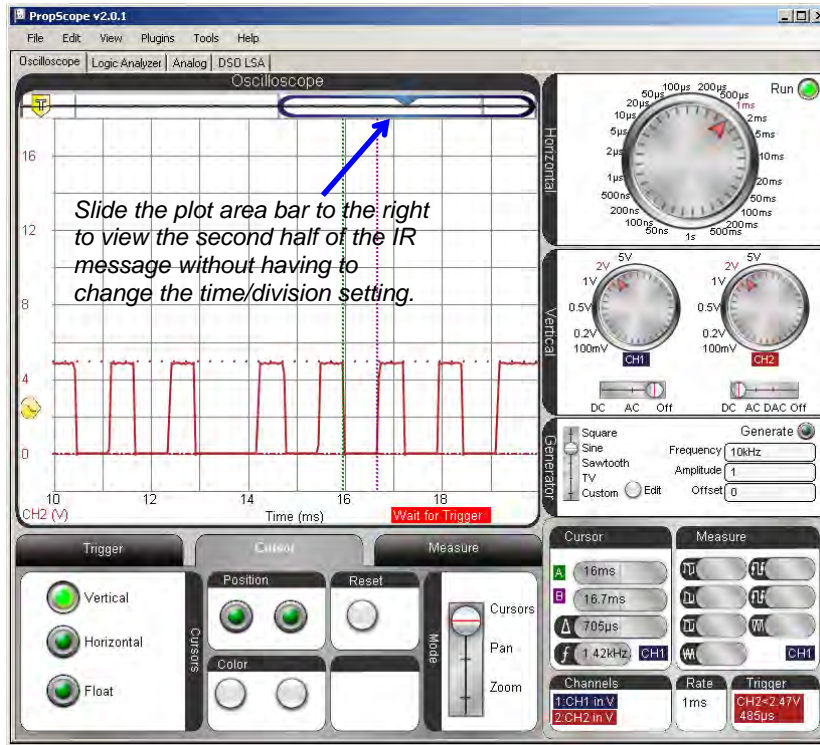 PropScope v2.0.1
File Edit View Plugins Tools Help
Oscilloscope Logic Analyzer Analog DSO LSA
Oscilloscope
T
16
12
8
4
0
Slide the plot area bar to the right
to view the second half of the IR
message without having to
change the time/division setting.
10 12 14 16 18
CH2 (V) Time (ms) Wait for Trigger
Horizontal
Run
50ns
100ns
200ns
500ns
1µs
2µs
5µs
10µs
20µs
50µs
100µs
200µs
500µs
1ms
2ms
5ms
10ms
20ms
50ms
100ms
200ms
500ms
1s
Vertical
5V
2V
1V
0.5V
0.2V
100mV
CH1
DC AC Off
5V
2V
1V
0.5V
0.2V
100mV
CH2
DC AC DAC Off
Generator
Square
Sine
Sawtooth
TV
Custom
Edit
Generate
Frequency 10kHz
Amplitude 1
Offset 0
Trigger Cursor Measure
Vertical
Horizontal
Float
Cursors
Position
Reset
Color
Mode
Cursors
Pan
Zoom
Cursor
A 16ms
B 16.7ms
Δ 705µs
f 1.42kHz CH1
Measure
CH1
Channels
1:CH1 in V
2:CH2 in V
Rate
1ms
Trigger
CH2<2.47V
485µs